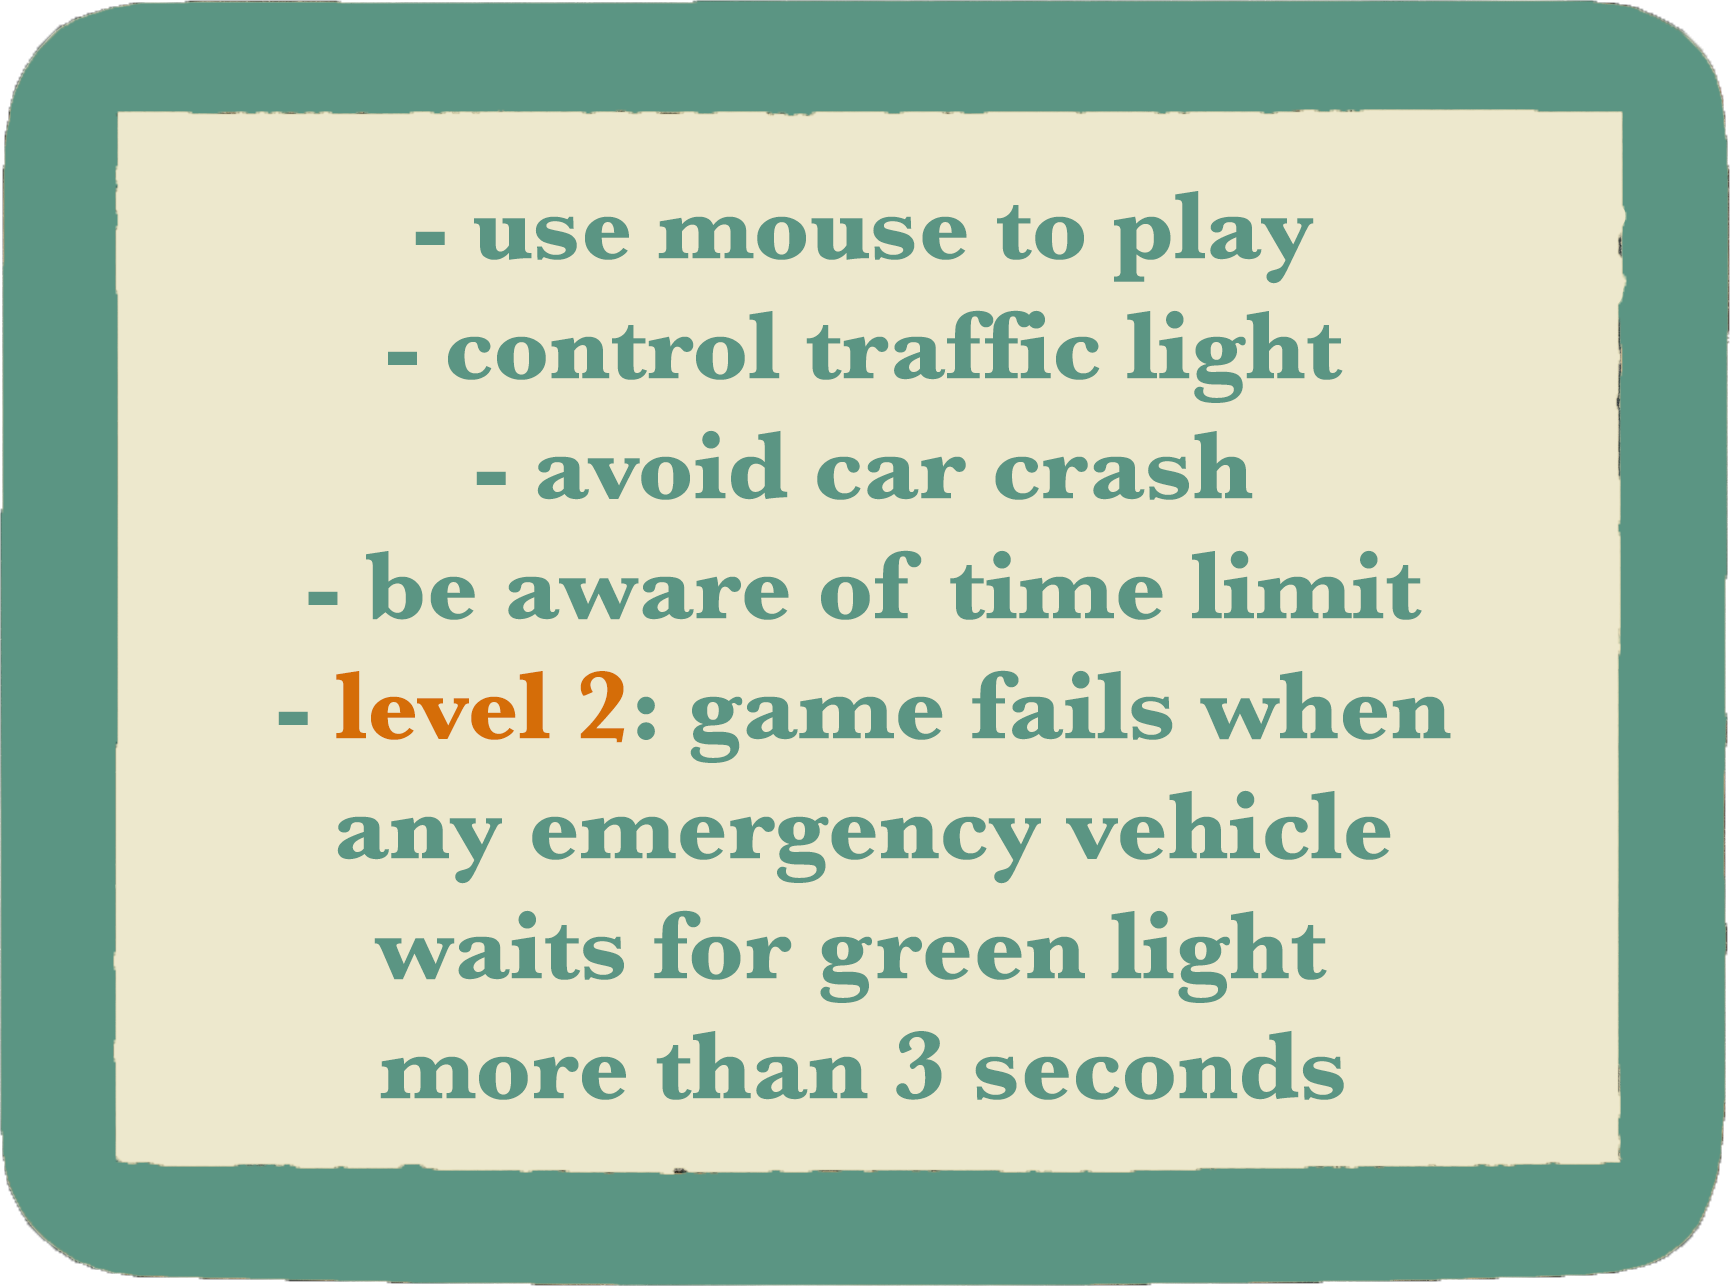 - use mouse to play
- control traffic light
- avoid car crash
- be aware of time limit
- level 2: game fails when
any emergency vehicle
waits for green light
more than 3 seconds